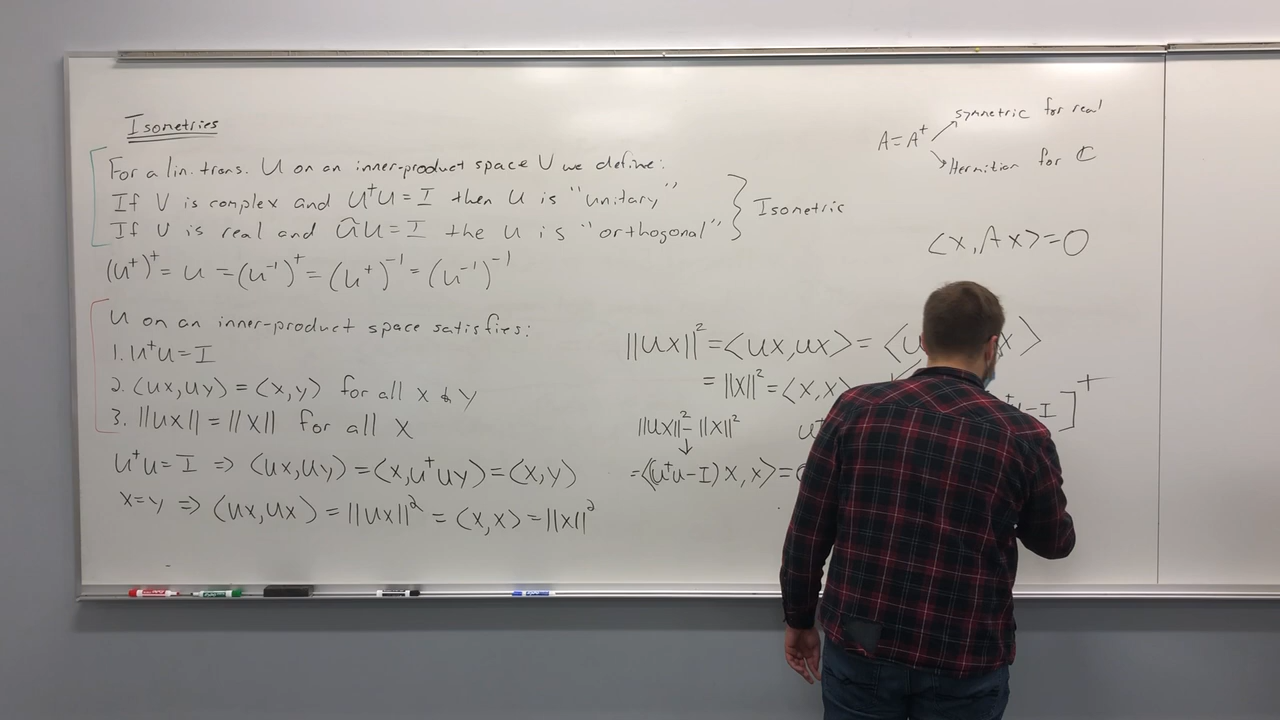 Isometries
For a lin. trans. U on an inner-product space V we define:
If V is complex and U†U = I then U is "unitary"
If V is real and ŨU = I the U is "orthogonal"
Isometric
(U†)† = U = (U⁻¹)† = (U†)⁻¹ = (U⁻¹)⁻¹
U on an inner-product space satisfies:
1. U†U = I
2. (Ux, Uy) = (x, y) for all x & y
3. ||Ux|| = ||x|| for all x
U†U = I ⇒ (Ux, Uy) = (x, U†Uy) = (x, y)
x = y ⇒ (Ux, Ux) = ||Ux||² = (x, x) = ||x||²
A = A†
symmetric for real
Hermition for ℂ
⟨x, Ax⟩ = 0
||Ux||² = ⟨Ux, Ux⟩ = ⟨U x⟩
= ||x||² = ⟨x, x⟩
||Ux||² - ||x||²
U†
U - I]†
↓
= ⟨(U†U - I)x, x⟩ =